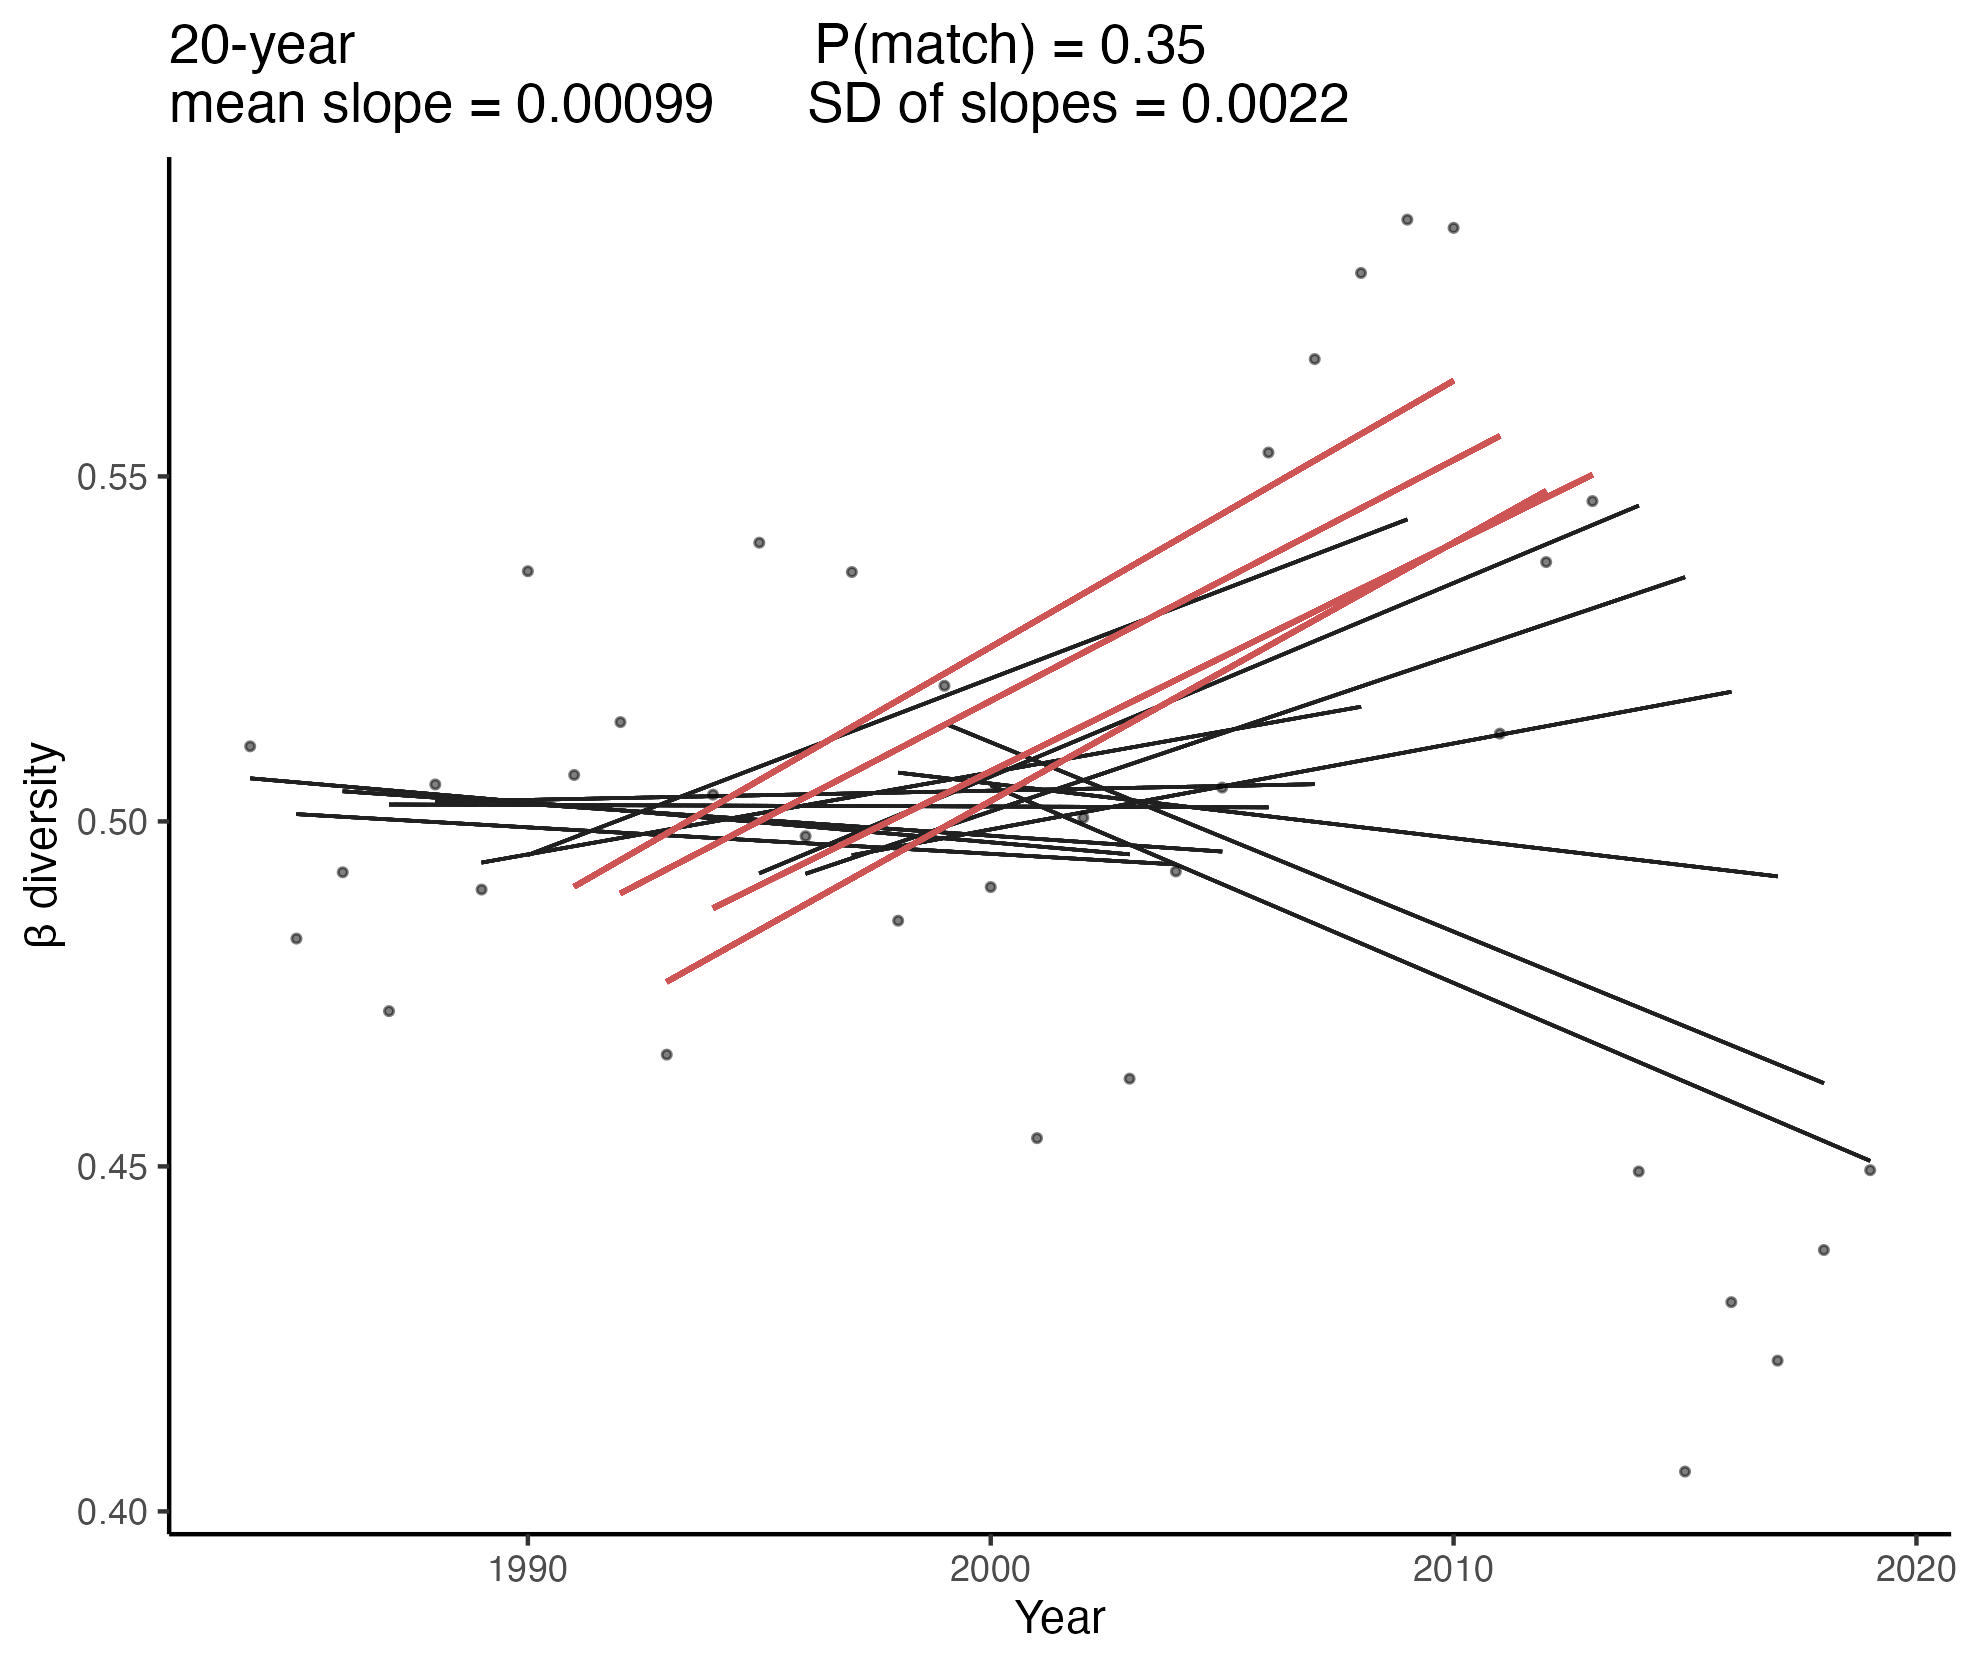 20-year P(match) = 0.35
mean slope = 0.00099 SD of slopes = 0.0022
β diversity
0.55
0.50
0.45
0.40
1990 2000 2010 2020
Year